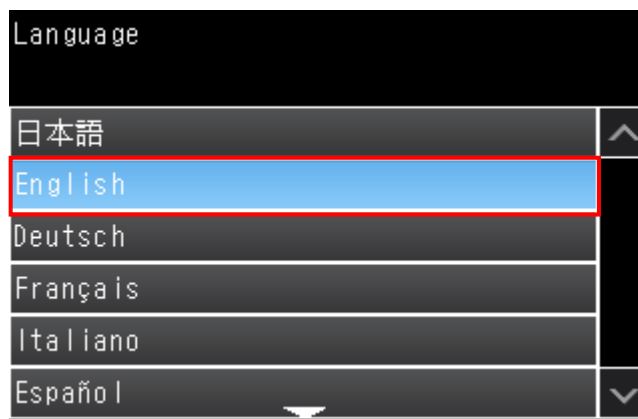 Language
日本語
English
Deutsch
Français
Italiano
Español